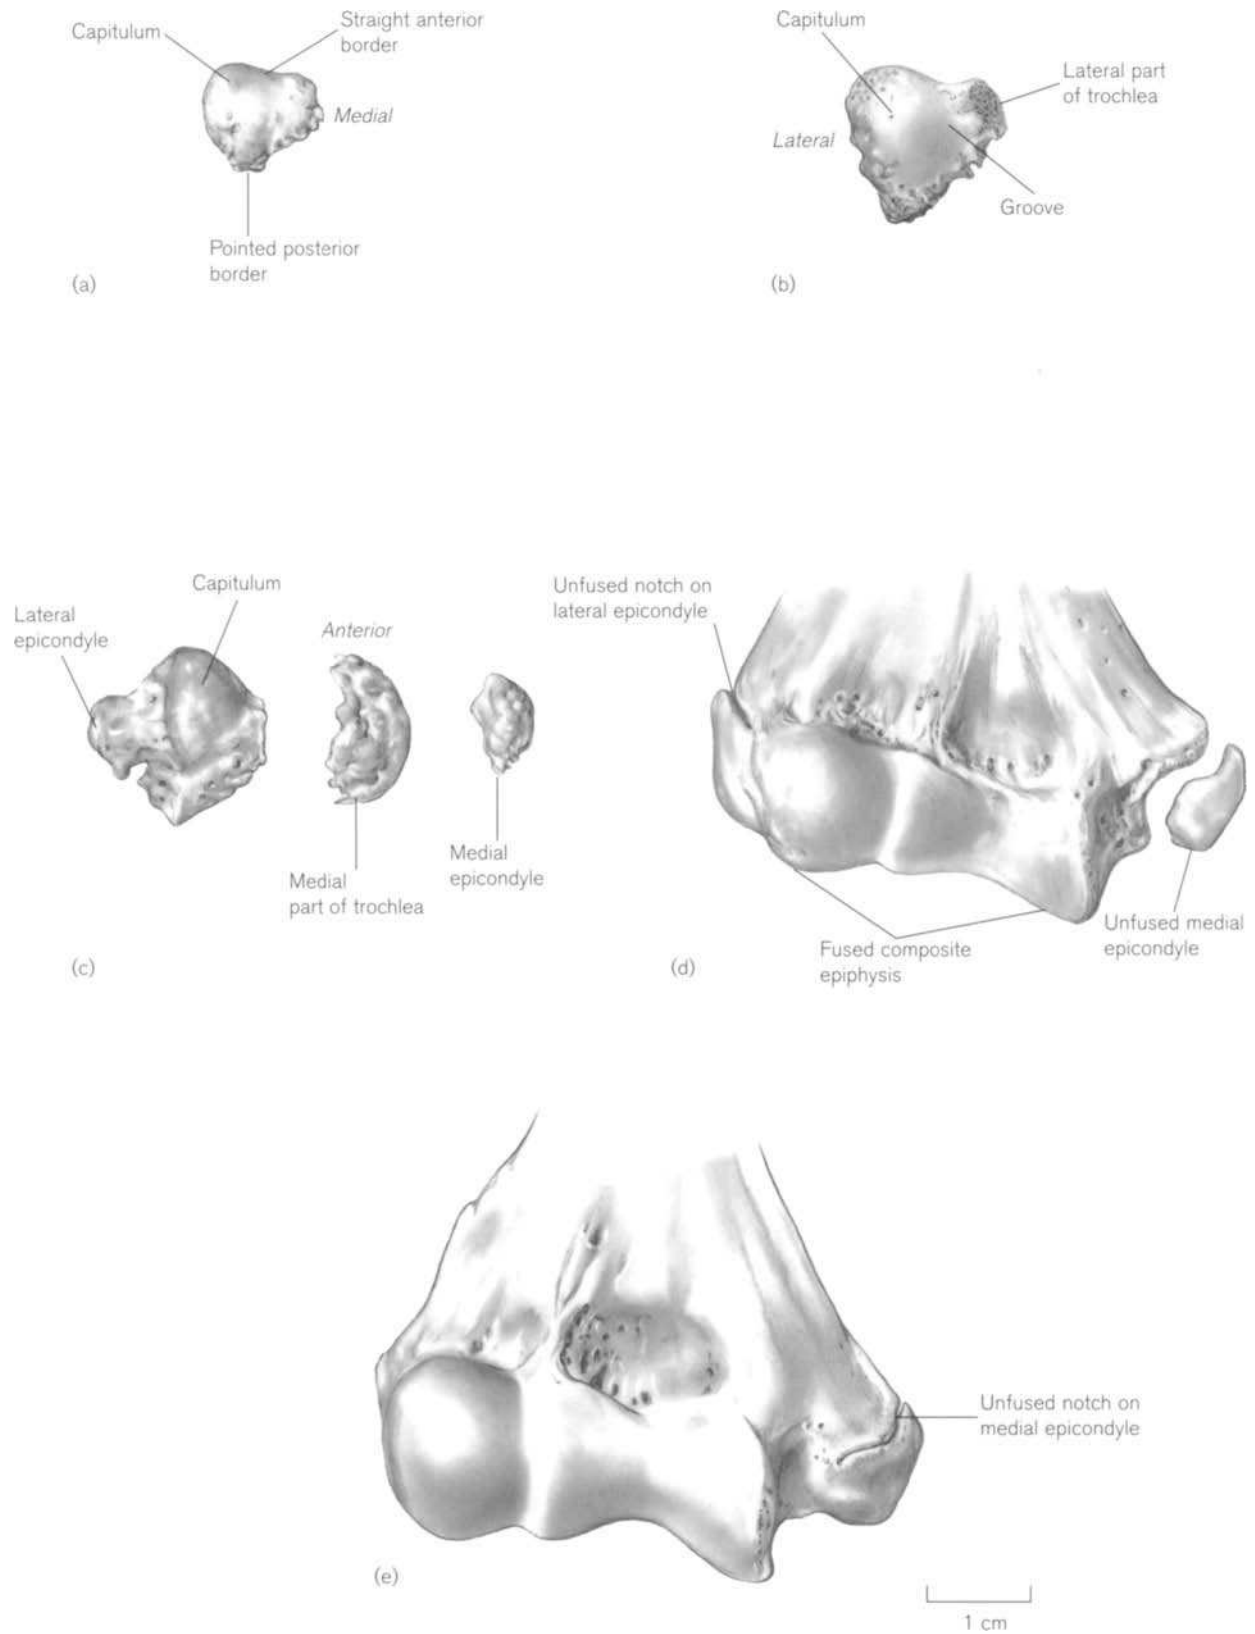 Capitulum
Straight anterior
border
Medial
Pointed posterior
border
(a)
Capitulum
Lateral part
of trochlea
Lateral
Groove
(b)
Lateral
epicondyle
Capitulum
Anterior
Medial
part of trochlea
Medial
epicondyle
(c)
Unfused notch on
lateral epicondyle
Fused composite
epiphysis
Unfused medial
epicondyle
(d)
Unfused notch on
medial epicondyle
(e)
1 cm